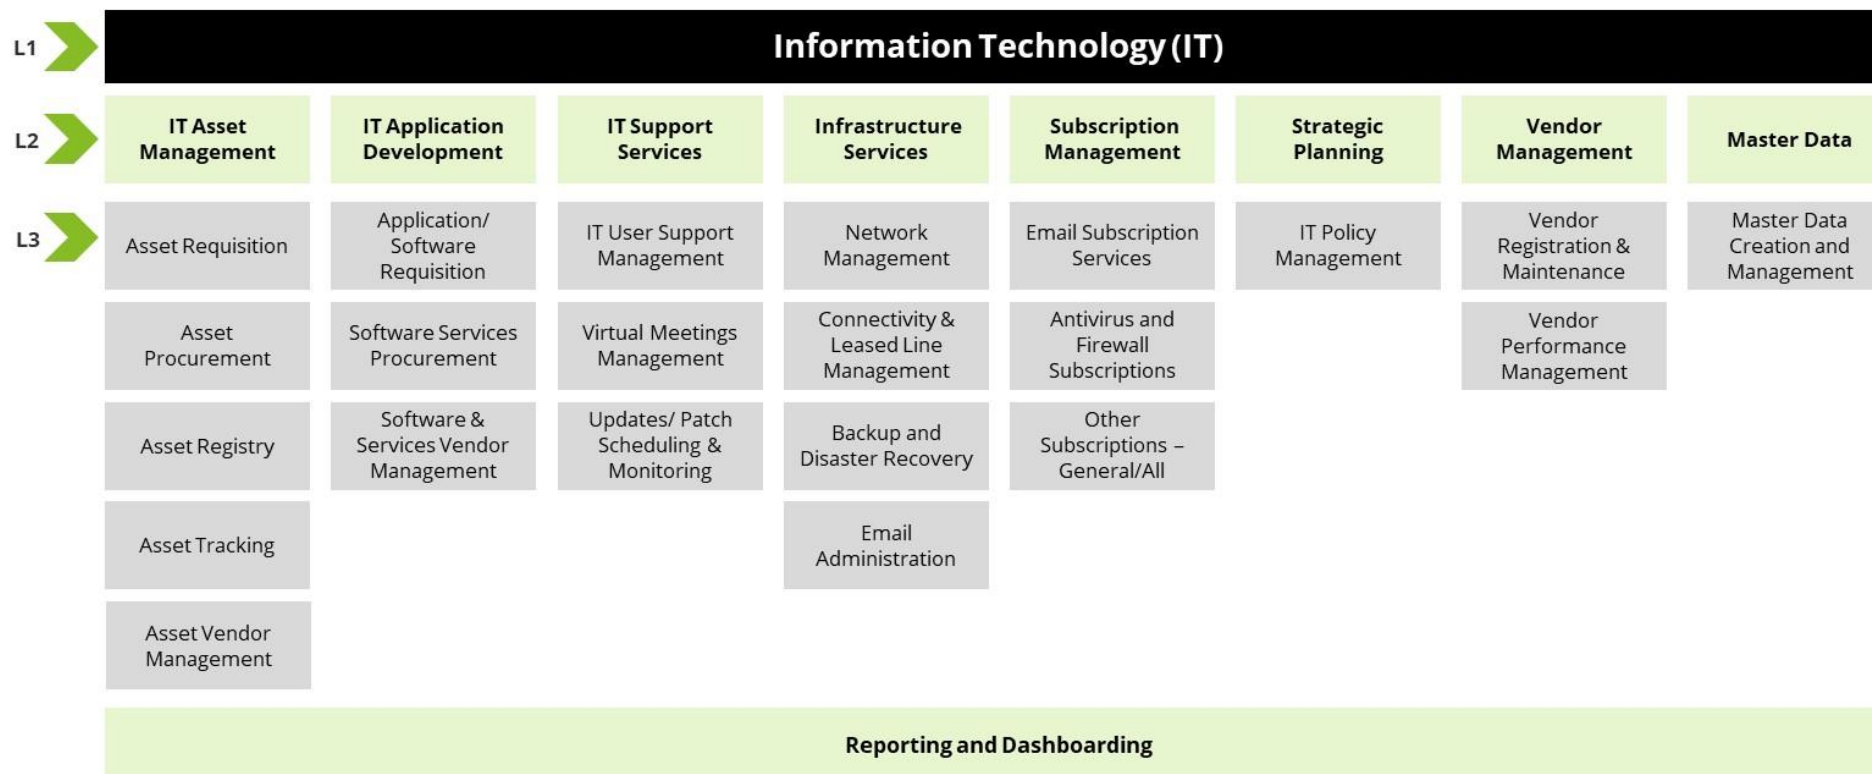 L1
Information Technology (IT)
L2
IT Asset
Management
IT Application
Development
IT Support
Services
Infrastructure
Services
Subscription
Management
Strategic
Planning
Vendor
Management
Master Data
L3
Asset Requisition
Application/
Software
Requisition
IT User Support
Management
Network
Management
Email Subscription
Services
IT Policy
Management
Vendor
Registration &
Maintenance
Master Data
Creation and
Management
Asset
Procurement
Software Services
Procurement
Virtual Meetings
Management
Connectivity &
Leased Line
Management
Antivirus and
Firewall
Subscriptions
Vendor
Performance
Management
Asset Registry
Software &
Services Vendor
Management
Updates/ Patch
Scheduling &
Monitoring
Backup and
Disaster Recovery
Other
Subscriptions –
General/All
Asset Tracking
Email
Administration
Asset Vendor
Management
Reporting and Dashboarding